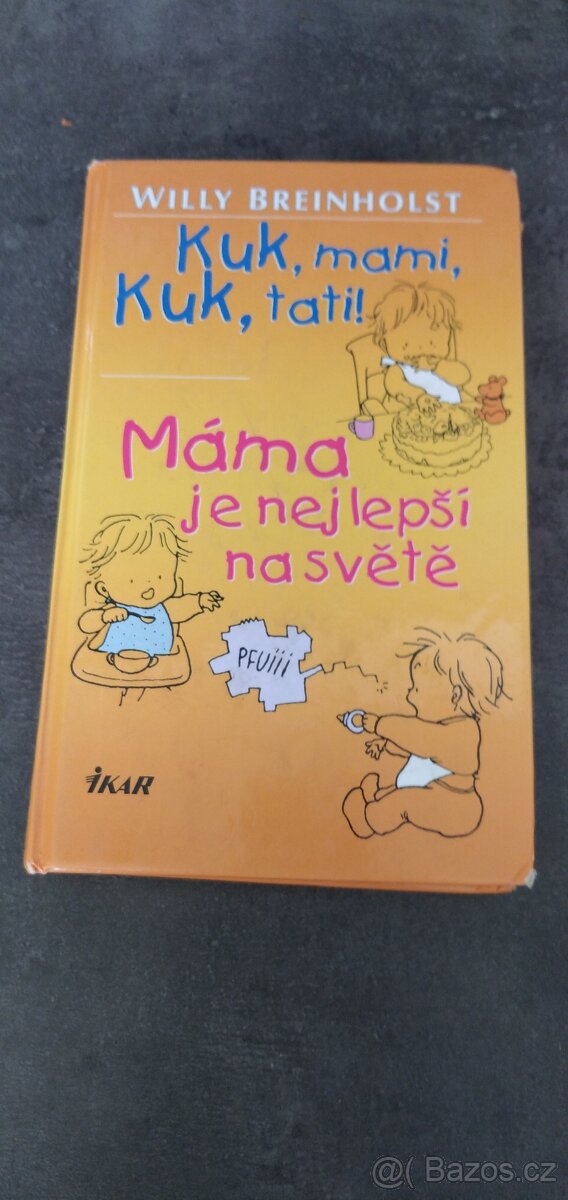 WILLY BREINHOLST
Kuk, mami,
Kuk, tati!
Máma
je nejlepší
na světě
PFUiii
iKAR
@( Bazos.cz